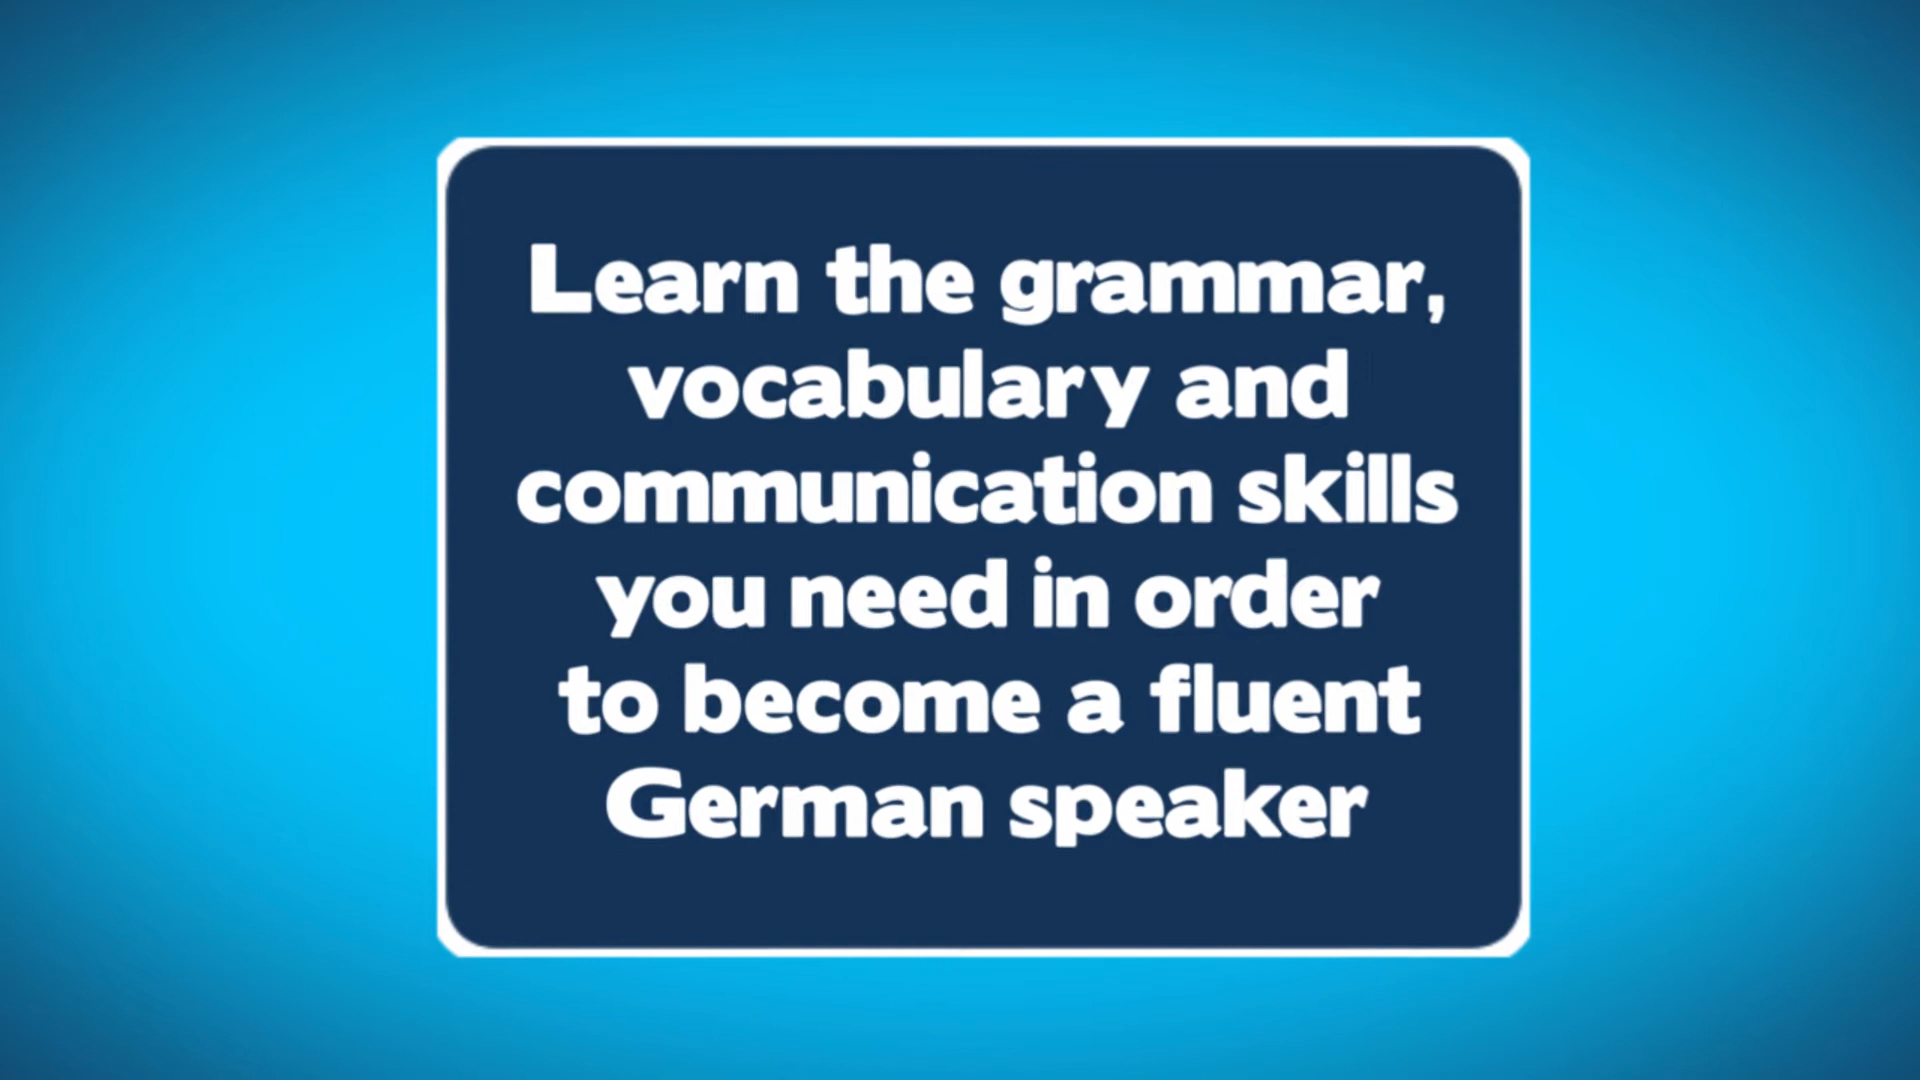 Learn the grammar,
vocabulary and
communication skills
you need in order
to become a fluent
German speaker